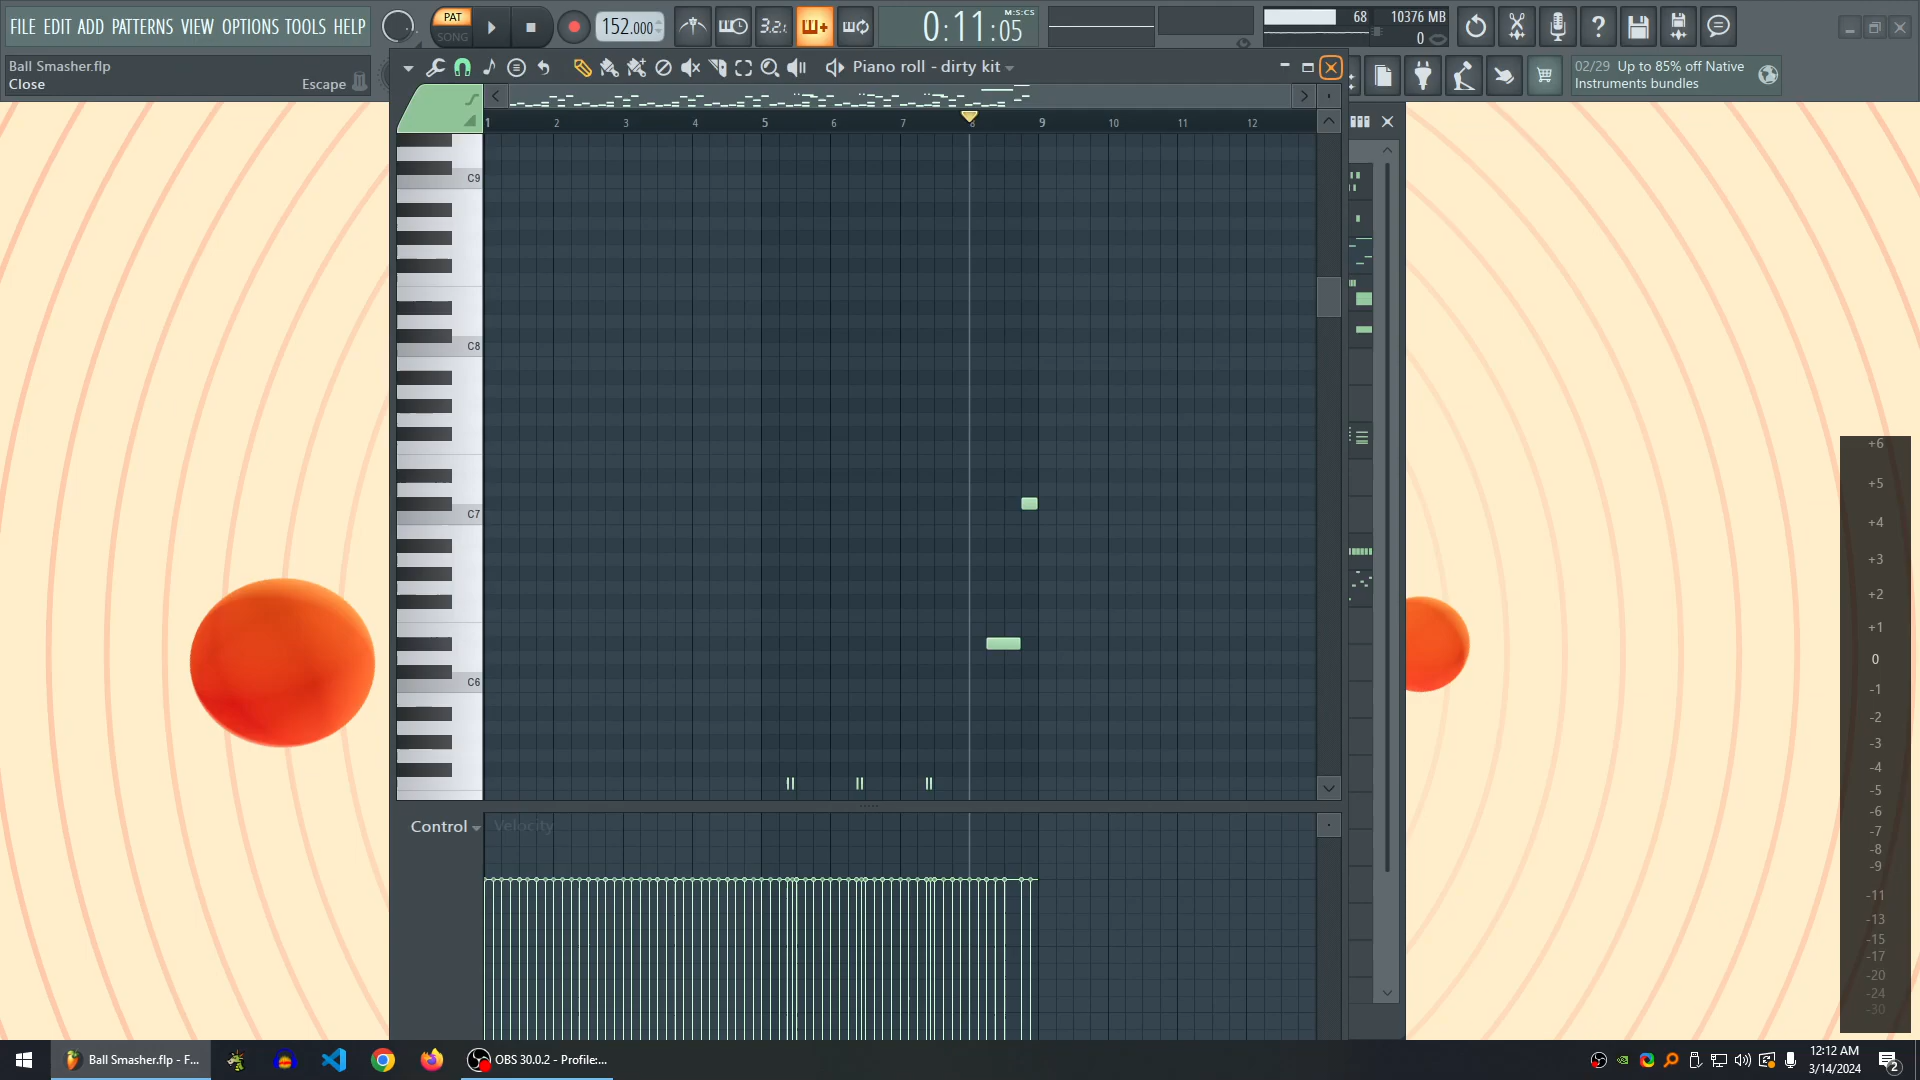 FILE EDIT ADD PATTERNS VIEW OPTIONS TOOLS HELP
PAT
SONG
152.000
3.2.
0:11:05
M:S:CS
68
10376 MB
0
Ball Smasher.flp
Close
Escape
Piano roll - dirty kit
02/29 Up to 85% off Native
Instruments bundles
1 2 3 4 5 6 7 8 9 10 11 12
C9
C8
C7
C6
Control
Velocity
+6
+5
+4
+3
+2
+1
0
-1
-2
-3
-4
-5
-6
-7
-8
-9
-11
-13
-15
-17
-20
-24
-30
Ball Smasher.flp - F...
OBS 30.0.2 - Profile:...
12:12 AM
3/14/2024
2